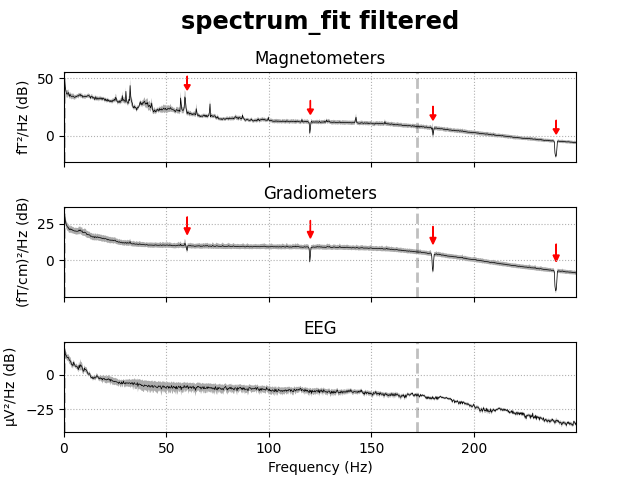 spectrum_fit filtered
Magnetometers
fT²/Hz (dB)
50
0
Gradiometers
(fT/cm)²/Hz (dB)
25
0
EEG
µV²/Hz (dB)
0
−25
0 50 100 150 200
Frequency (Hz)